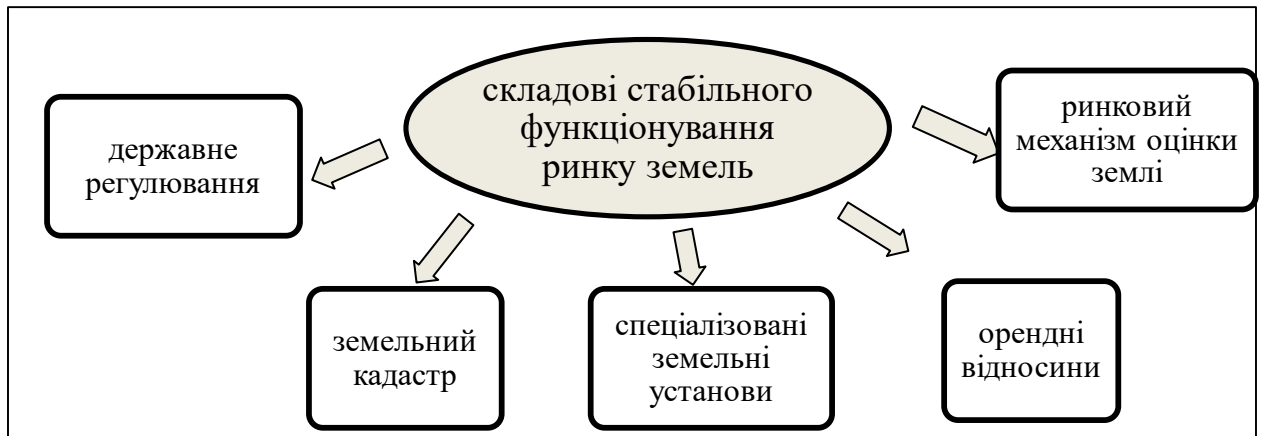 складові стабільного
функціонування
ринку земель
державне
регулювання
ринковий
механізм оцінки
землі
земельний
кадастр
спеціалізовані
земельні
установи
орендні
відносини